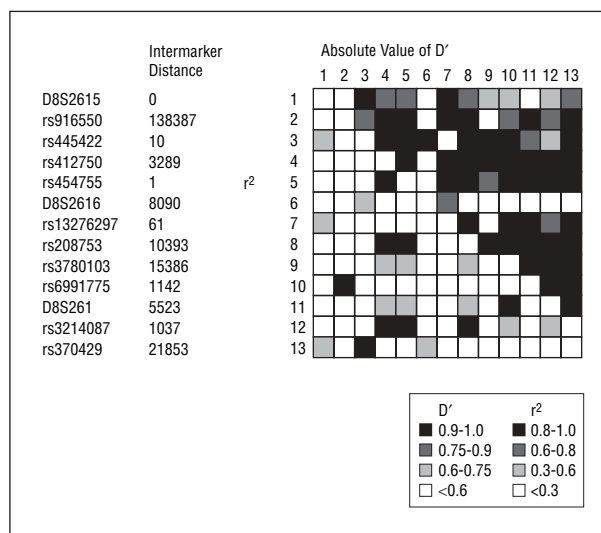 Intermarker Distance
Absolute Value of D′
1 2 3 4 5 6 7 8 9 10 11 12 13
D8S2615 0 1
rs916550 138387 2
rs445422 10 3
rs412750 3289 4
rs454755 1 r² 5
D8S2616 8090 6
rs13276297 61 7
rs208753 10393 8
rs3780103 15386 9
rs6991775 1142 10
D8S261 5523 11
rs3214087 1037 12
rs370429 21853 13
D′ r²
0.9-1.0 0.8-1.0
0.75-0.9 0.6-0.8
0.6-0.75 0.3-0.6
<0.6 <0.3